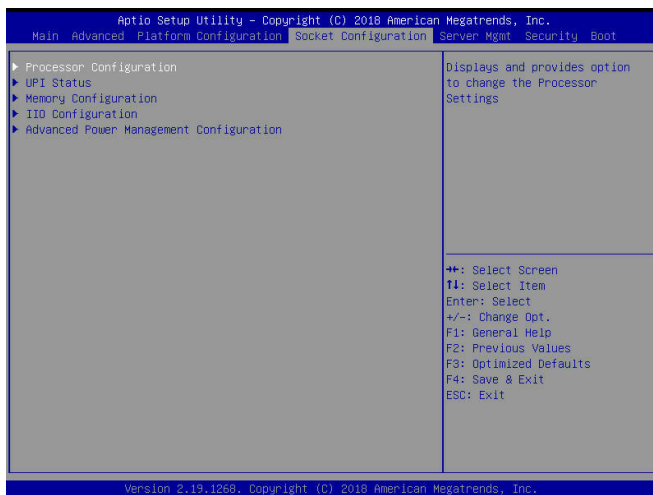 Aptio Setup Utility – Copyright (C) 2018 American Megatrends, Inc.
Main Advanced Platform Configuration Socket Configuration Server Mgmt Security Boot
▶ Processor Configuration
▶ UPI Status
▶ Memory Configuration
▶ IIO Configuration
▶ Advanced Power Management Configuration
Displays and provides option
to change the Processor
Settings
→←: Select Screen
↑↓: Select Item
Enter: Select
+/-: Change Opt.
F1: General Help
F2: Previous Values
F3: Optimized Defaults
F4: Save & Exit
ESC: Exit
Version 2.19.1268. Copyright (C) 2018 American Megatrends, Inc.